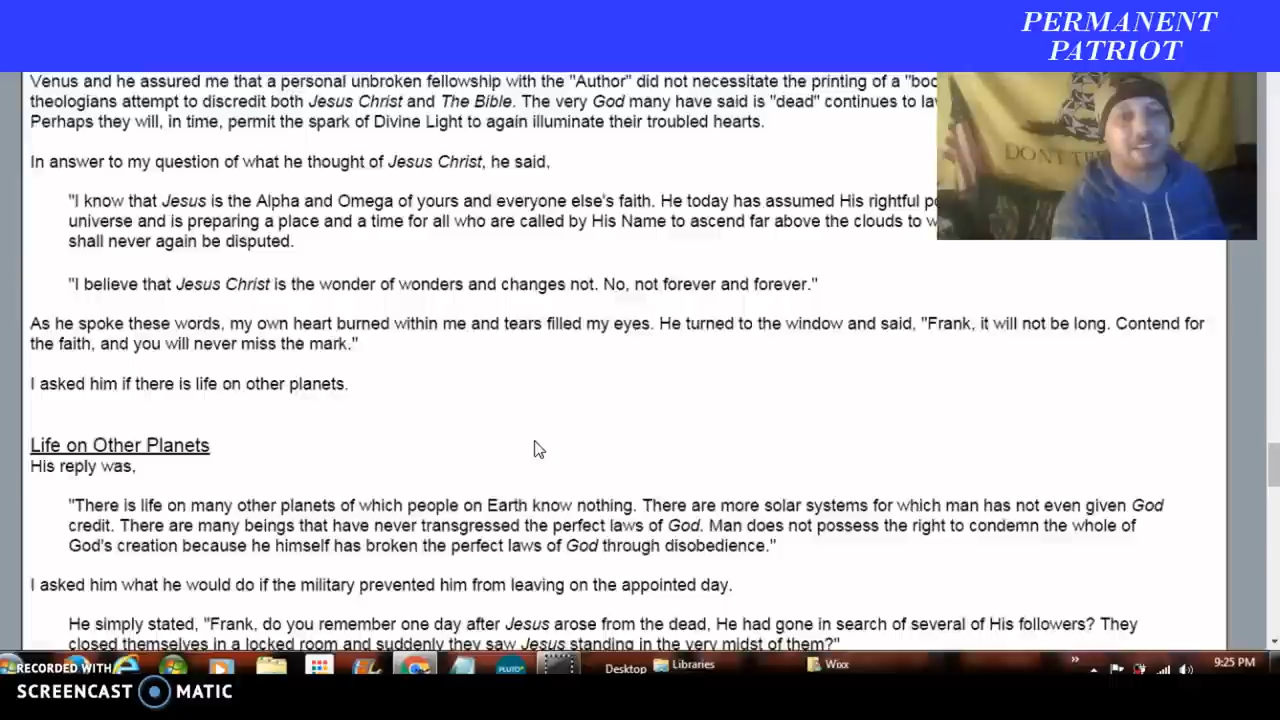 PERMANENT
PATRIOT
Venus and he assured me that a personal unbroken fellowship with the "Author" did not necessitate the printing of a "boo
theologians attempt to discredit both Jesus Christ and The Bible. The very God many have said is "dead" continues to
Perhaps they will, in time, permit the spark of Divine Light to again illuminate their troubled hearts.
In answer to my question of what he thought of Jesus Christ, he said,
"I know that Jesus is the Alpha and Omega of yours and everyone else's faith. He today has assumed His rightful
universe and is preparing a place and a time for all who are called by His Name to ascend far above the clouds to
shall never again be disputed.
"I believe that Jesus Christ is the wonder of wonders and changes not. No, not forever and forever."
As he spoke these words, my own heart burned within me and tears filled my eyes. He turned to the window and said, "Frank, it will not be long. Contend for
the faith, and you will never miss the mark."
I asked him if there is life on other planets.
Life on Other Planets
His reply was,
"There is life on many other planets of which people on Earth know nothing. There are more solar systems for which man has not even given God
credit. There are many beings that have never transgressed the perfect laws of God. Man does not possess the right to condemn the whole of
God's creation because he himself has broken the perfect laws of God through disobedience."
I asked him what he would do if the military prevented him from leaving on the appointed day.
He simply stated, "Frank, do you remember one day after Jesus arose from the dead, He had gone in search of several of His followers? They
closed themselves in a locked room and suddenly they saw Jesus standing in the very midst of them?"
DON'T
PLUTO
Desktop
Libraries
Wixx
»
9:25 PM
RECORDED WITH
SCREENCAST MATIC